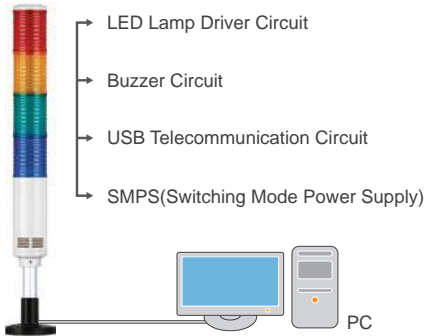 LED Lamp Driver Circuit
Buzzer Circuit
USB Telecommunication Circuit
SMPS(Switching Mode Power Supply)
PC